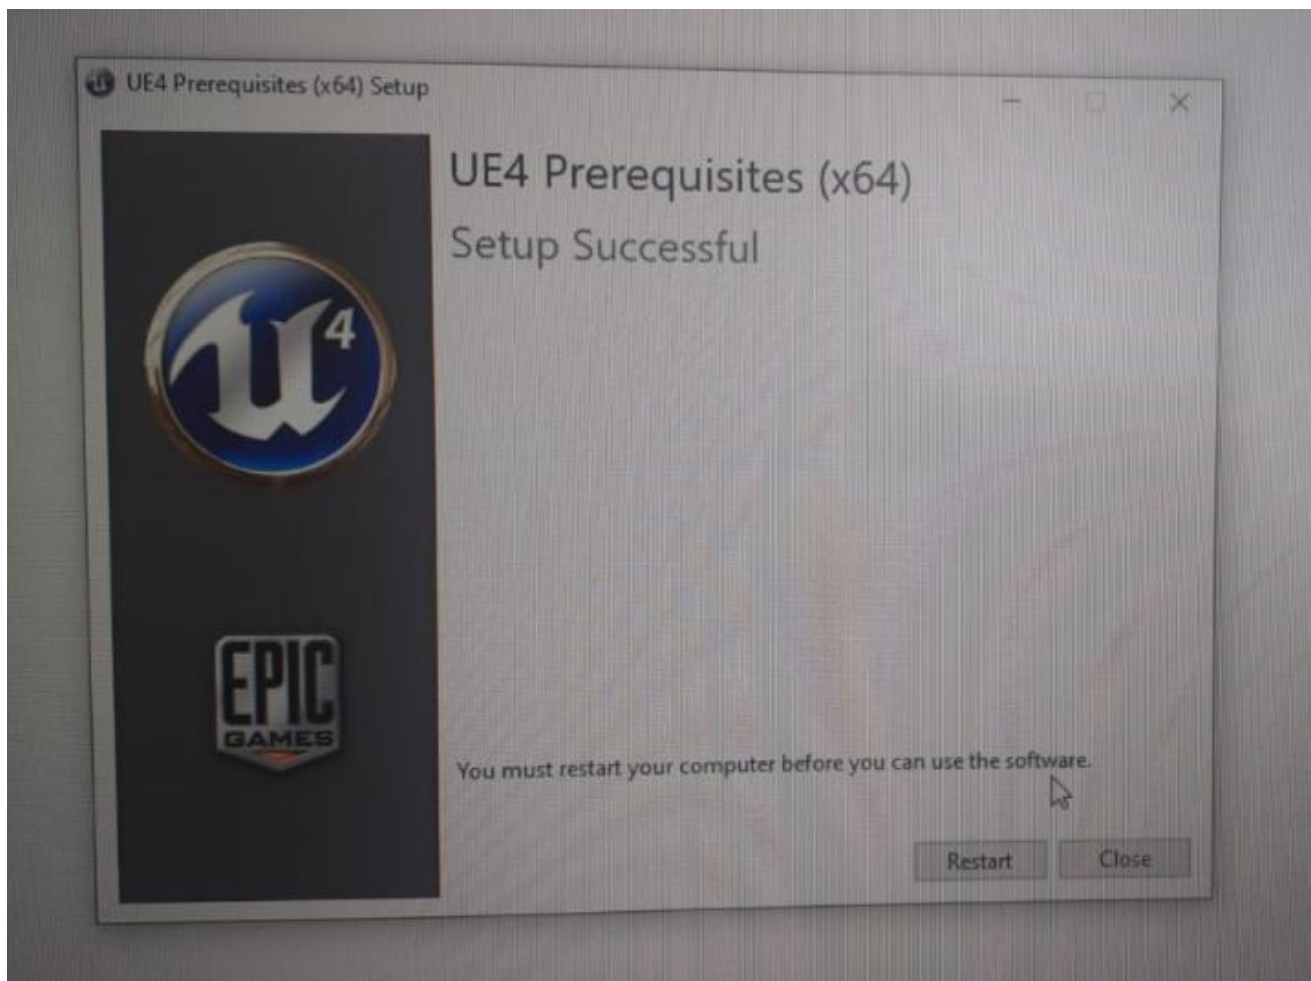 UE4 Prerequisites (x64) Setup
UE4 Prerequisites (x64)
Setup Successful
U4
EPIC
GAMES
You must restart your computer before you can use the software.
Restart
Close